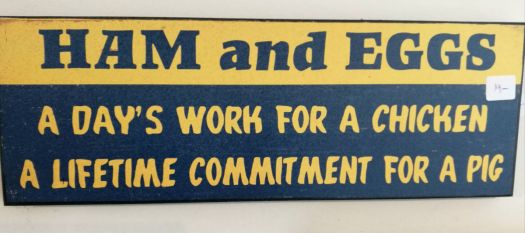 HAM and EGGS
A DAY'S WORK FOR A CHICKEN
A LIFETIME COMMITMENT FOR A PIG